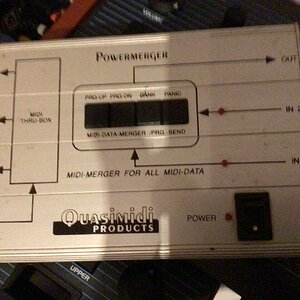 VOLUME
POWERMERGER
OUT
PRG-UP PRG-DN BANK PANIC
MIDI
THRU-BOX
IN
MIDI-DATA-MERGER / PRG. SEND
IN
MIDI-MERGER FOR ALL MIDI-DATA
Quasimidi
PRODUCTS
POWER
UPPER